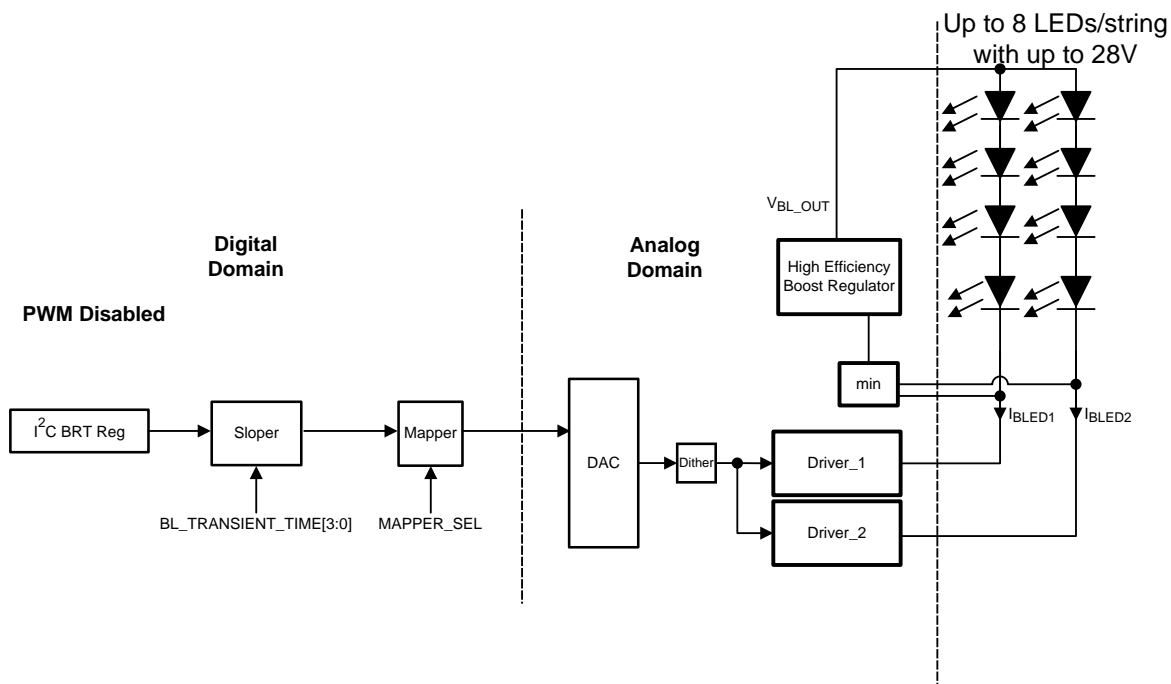 Up to 8 LEDs/string
with up to 28V
V_BL_OUT
Digital
Domain
Analog
Domain
High Efficiency
Boost Regulator
PWM Disabled
min
I_BLED1
I_BLED2
I²C BRT Reg
Sloper
Mapper
DAC
Dither
Driver_1
BL_TRANSIENT_TIME[3:0]
MAPPER_SEL
Driver_2